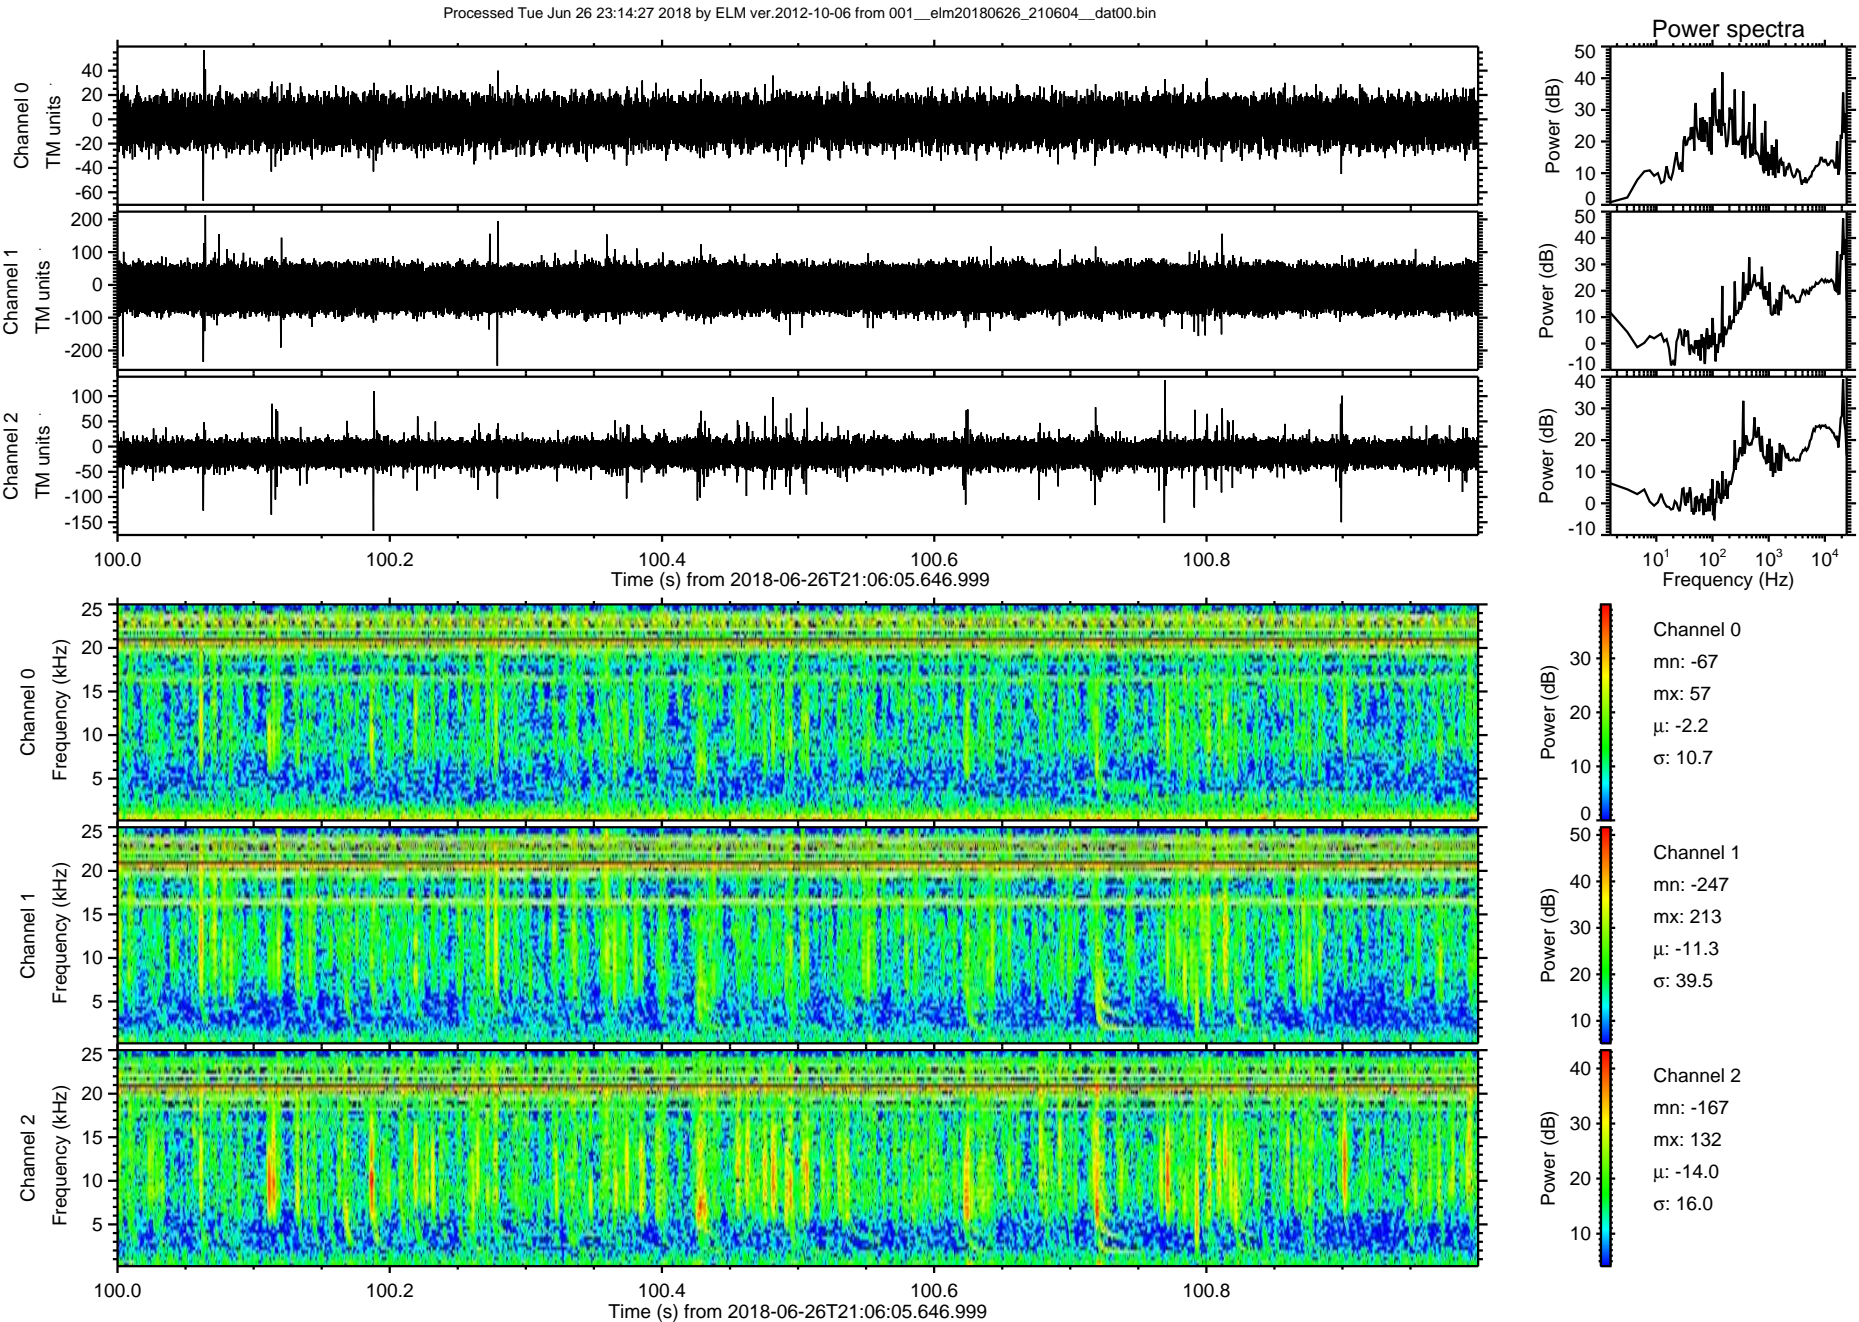 Processed Tue Jun 26 23:14:27 2018 by ELM ver.2012-10-06 from 001__elm20180626_210604__dat00.bin
Power spectra
Channel 0
TM units
40
20
0
-20
-40
-60
Power (dB)
50
40
30
20
10
0
Channel 1
TM units
200
100
0
-100
-200
Power (dB)
50
40
30
20
10
0
-10
Channel 2
TM units
100
50
0
-50
-100
-150
Power (dB)
40
30
20
10
0
-10
100.0 100.2 100.4 100.6 100.8
Time (s) from 2018-06-26T21:06:05.646.999
10¹ 10² 10³ 10⁴
Frequency (Hz)
Channel 0
Frequency (kHz)
25
20
15
10
5
Power (dB)
30
20
10
0
Channel 0
mn: -67
mx: 57
μ: -2.2
σ: 10.7
Channel 1
Frequency (kHz)
25
20
15
10
5
Power (dB)
50
40
30
20
10
Channel 1
mn: -247
mx: 213
μ: -11.3
σ: 39.5
Channel 2
Frequency (kHz)
25
20
15
10
5
Power (dB)
40
30
20
10
Channel 2
mn: -167
mx: 132
μ: -14.0
σ: 16.0
100.0 100.2 100.4 100.6 100.8
Time (s) from 2018-06-26T21:06:05.646.999